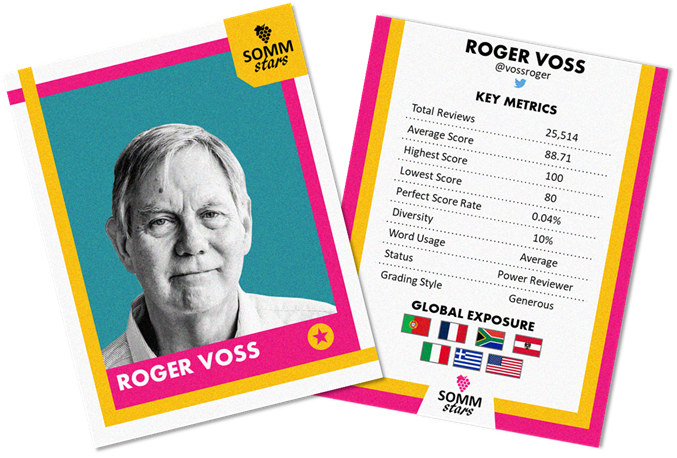 SOMM
stars
ROGER VOSS
ROGER VOSS
@vossroger
KEY METRICS
Total Reviews 25,514
Average Score 88.71
Highest Score 100
Lowest Score 80
Perfect Score Rate 0.04%
Diversity 10%
Word Usage Average
Status Power Reviewer
Grading Style Generous
GLOBAL EXPOSURE
SOMM
stars